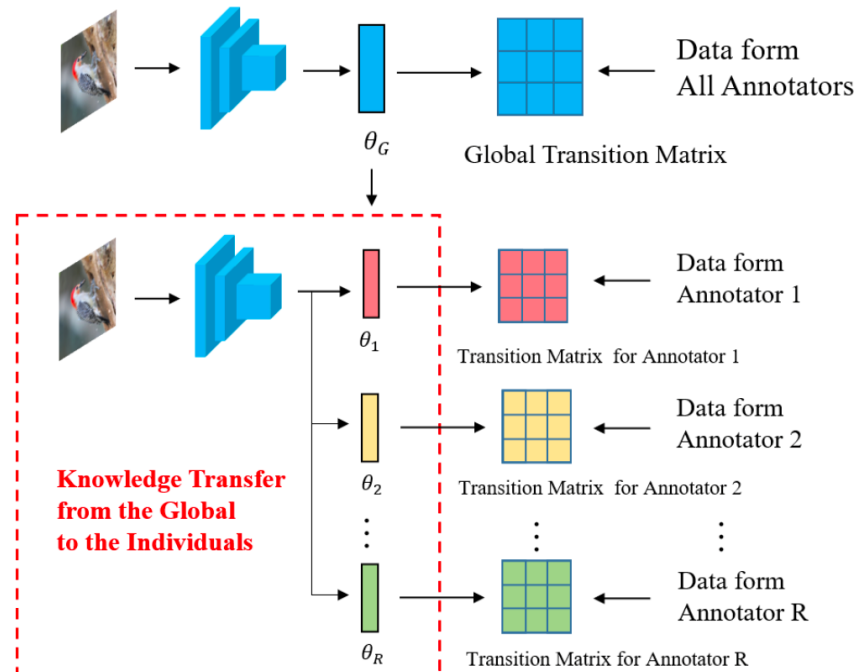 Data form
All Annotators
θ_G
Global Transition Matrix
Data form
Annotator 1
θ_1
Transition Matrix  for Annotator 1
Data form
Annotator 2
Knowledge Transfer
from the Global
to the Individuals
θ_2
Transition Matrix  for Annotator 2
Data form
Annotator R
θ_R
Transition Matrix for Annotator R